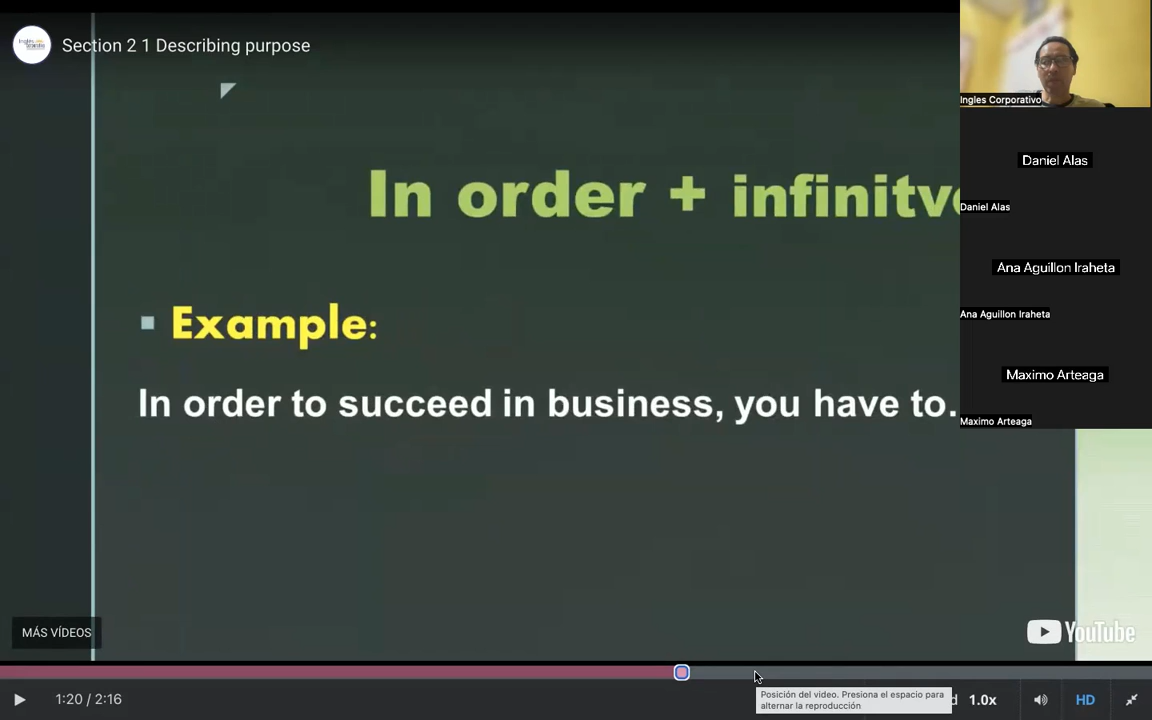 Section 2 1 Describing purpose
In order + infinitv
Example:
In order to succeed in business, you have to.
Ingles Corporativo
Daniel Alas
Daniel Alas
Ana Aguillon Iraheta
Ana Aguillon Iraheta
Maximo Arteaga
Maximo Arteaga
MÁS VÍDEOS
YouTube
1:20 / 2:16
Posición del video. Presiona el espacio para
alternar la reproducción
d
1.0x
HD